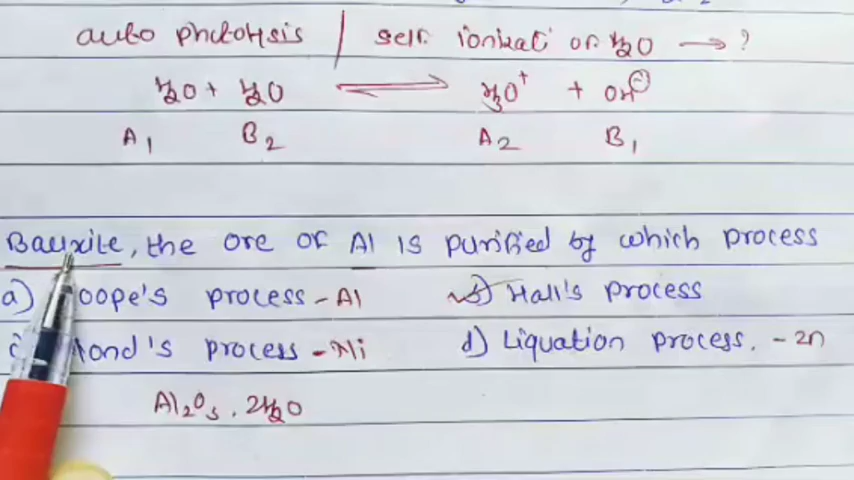 auto photolysis | self ionizati of H2O → ?
H2O + H2O ⇌ H3O+ + OH⊖
A1 B2 A2 B1
Bauxite, the ore of Al is purified by which process
a) oope's process - Al b) Hall's process
ond's process - Ni d) Liquation process. - Zn
Al2O3 . 2H2O